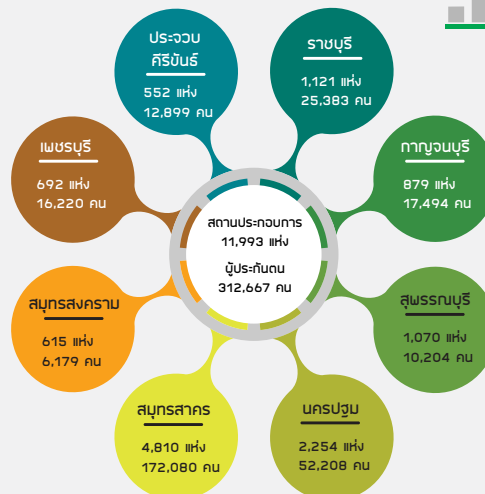 ประจวบ
คีรีขันธ์
552 แห่ง
12,899 คน
ราชบุรี
1,121 แห่ง
25,383 คน
เพชรบุรี
692 แห่ง
16,220 คน
กาญจนบุรี
879 แห่ง
17,494 คน
สถานประกอบการ
11,993 แห่ง
ผู้ประกันตน
312,667 คน
สมุทรสงคราม
615 แห่ง
6,179 คน
สุพรรณบุรี
1,070 แห่ง
10,204 คน
สมุทรสาคร
4,810 แห่ง
172,080 คน
นครปฐม
2,254 แห่ง
52,208 คน